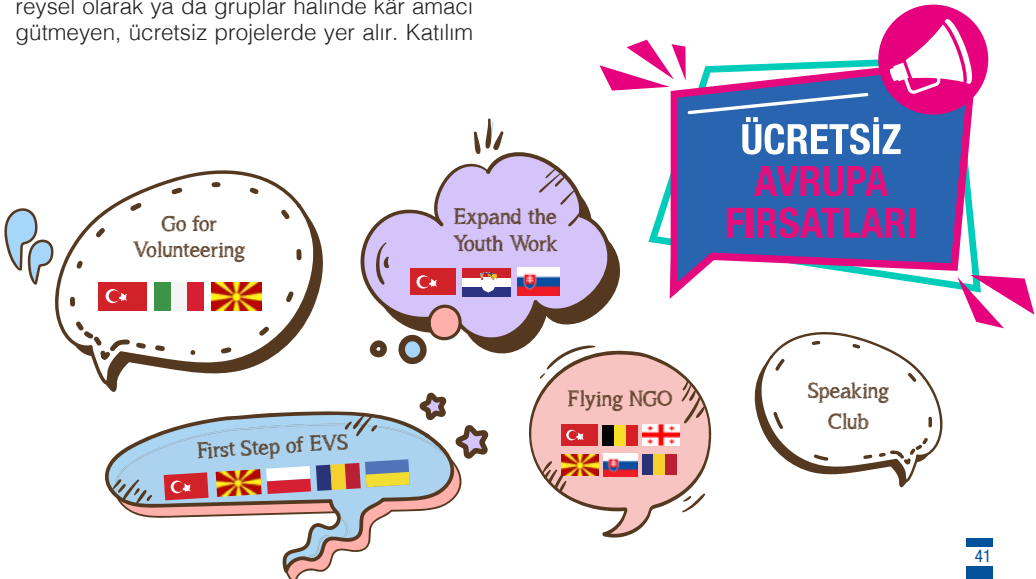 reysel olarak ya da gruplar halinde kâr amacı
gütmeyen, ücretsiz projelerde yer alır. Katılım
ÜCRETSİZ
AVRUPA
FIRSATLARI
Go for
Volunteering
Expand the
Youth Work
First Step of EVS
Flying NGO
Speaking
Club
41